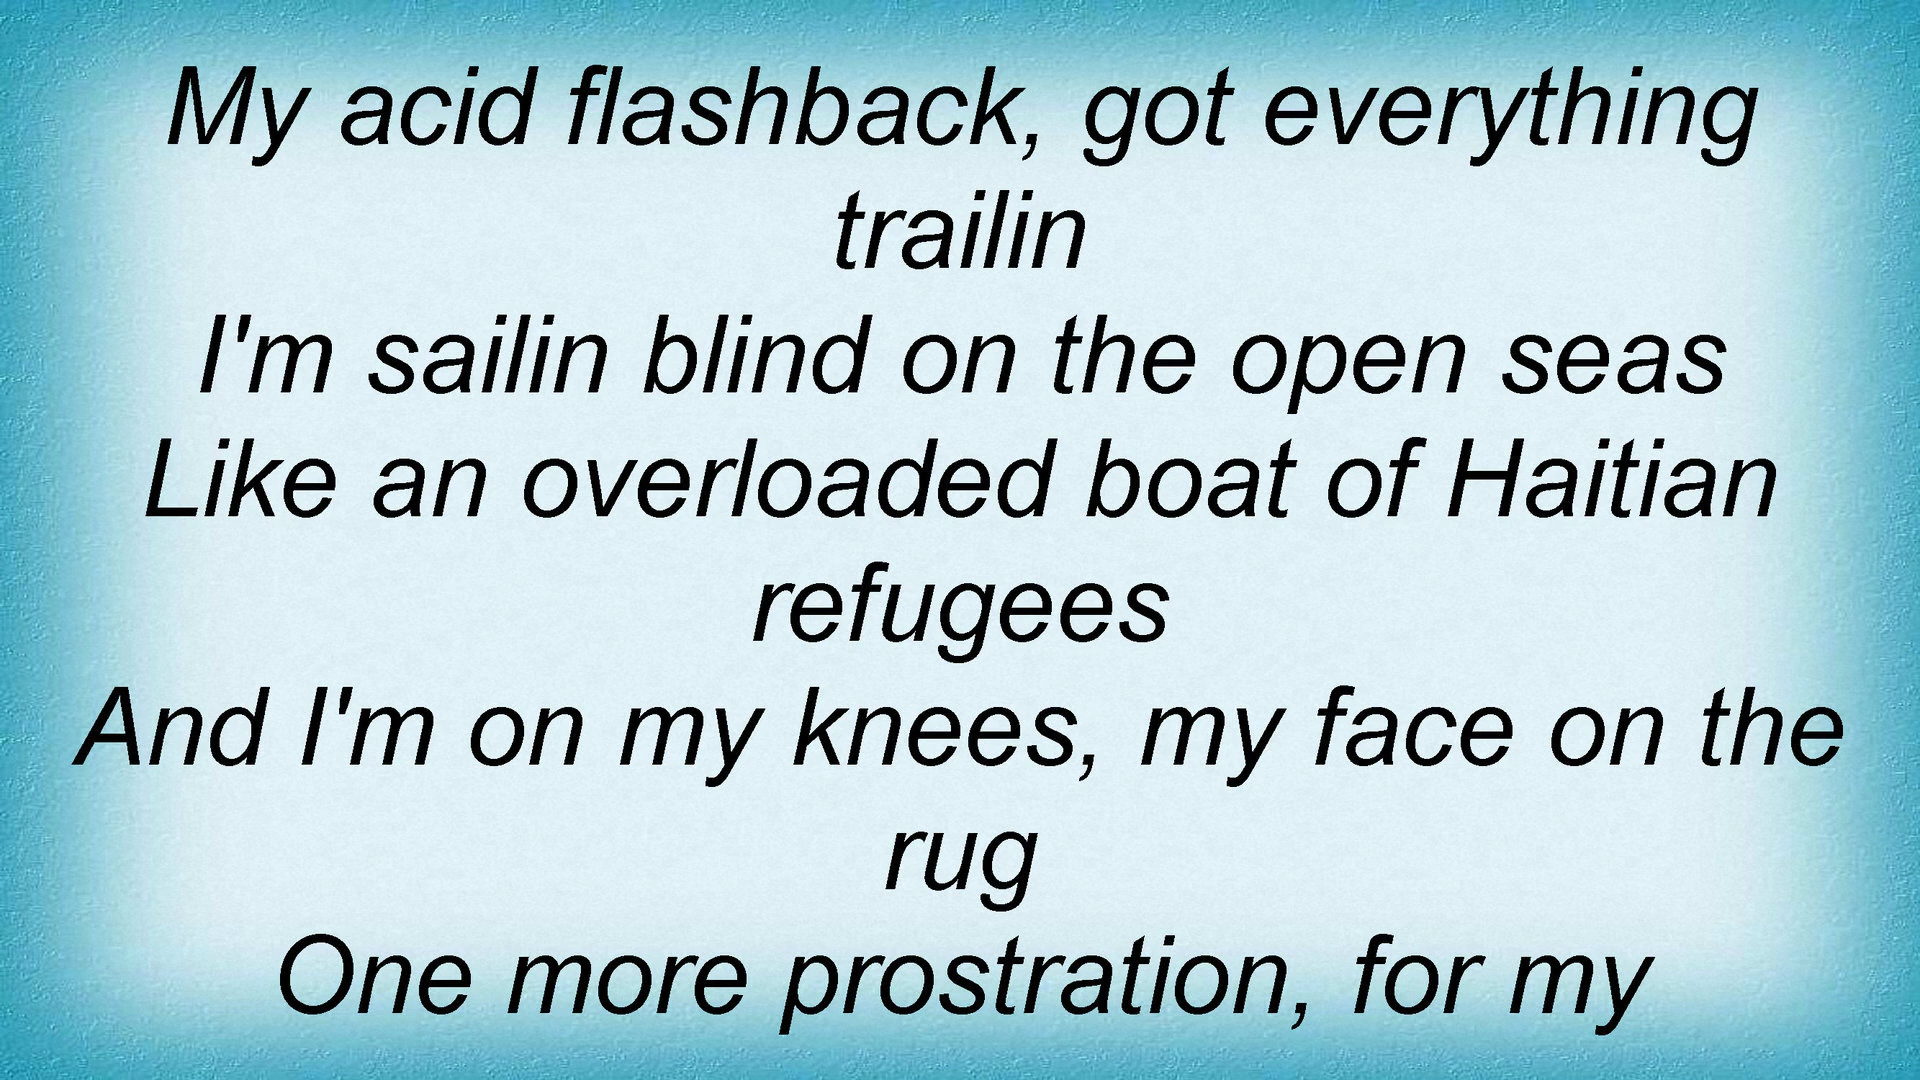 My acid flashback, got everything
trailin
I'm sailin blind on the open seas
Like an overloaded boat of Haitian
refugees
And I'm on my knees, my face on the
rug
One more prostration, for my